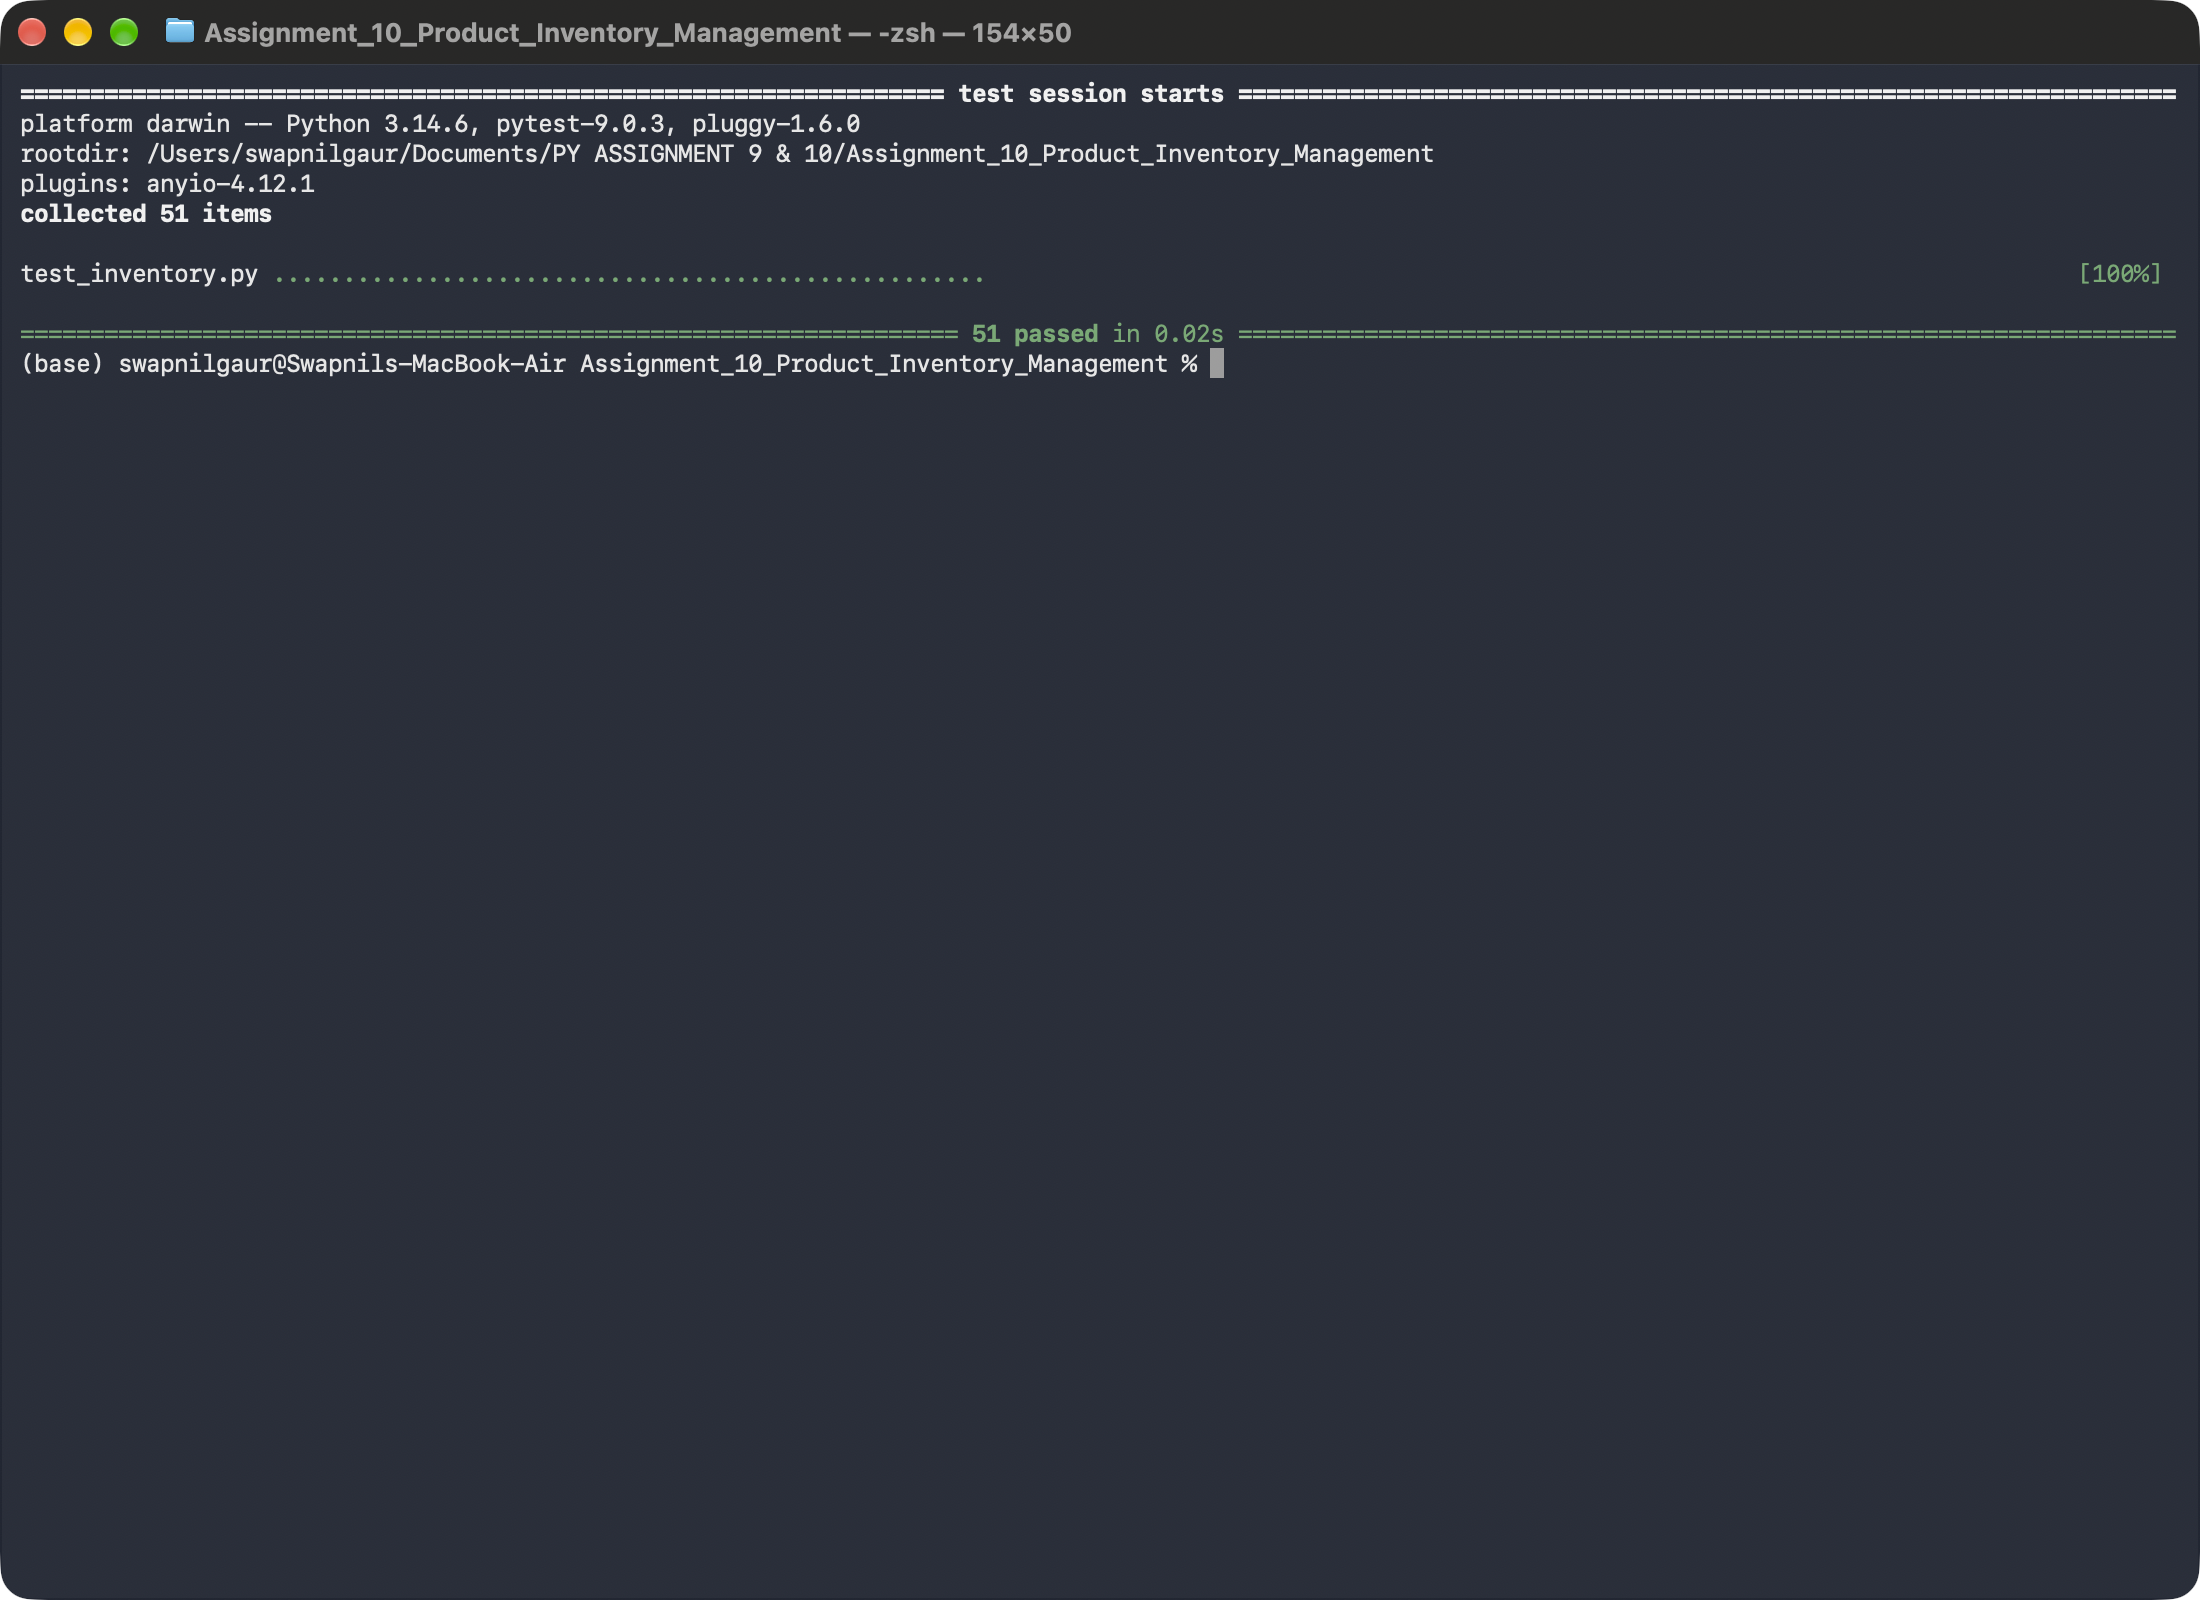 Assignment_10_Product_Inventory_Management — -zsh — 154×50
=================================================================== test session starts ====================================================================
platform darwin -- Python 3.14.6, pytest-9.0.3, pluggy-1.6.0
rootdir: /Users/swapnilgaur/Documents/PY ASSIGNMENT 9 & 10/Assignment_10_Product_Inventory_Management
plugins: anyio-4.12.1
collected 51 items
test_inventory.py ................................................... [100%]
==================================================================== 51 passed in 0.02s ====================================================================
(base) swapnilgaur@Swapnils-MacBook-Air Assignment_10_Product_Inventory_Management %